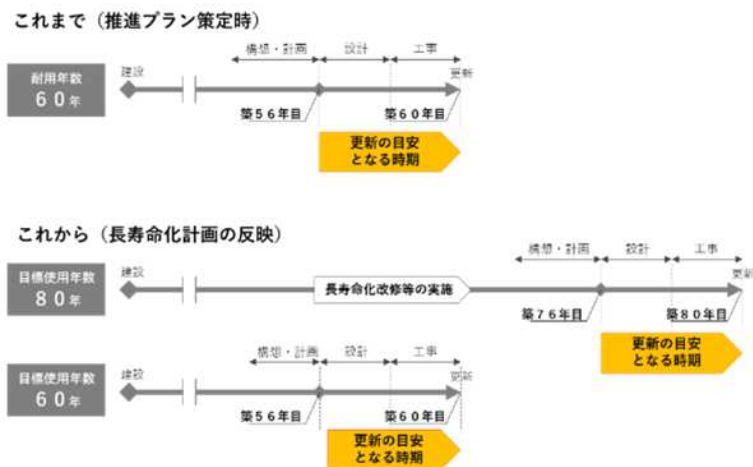 これまで（推進プラン策定時）
構想・計画
設計
工事
耐用年数
６０年
建設
更新
築５６年目
築６０年目
更新の目安
となる時期
これから（長寿命化計画の反映）
構想・計画
設計
工事
目標使用年数
８０年
建設
長寿命化改修等の実施
更新
築７６年目
築８０年目
更新の目安
となる時期
構想・計画
設計
工事
目標使用年数
６０年
建設
更新
築５６年目
築６０年目
更新の目安
となる時期